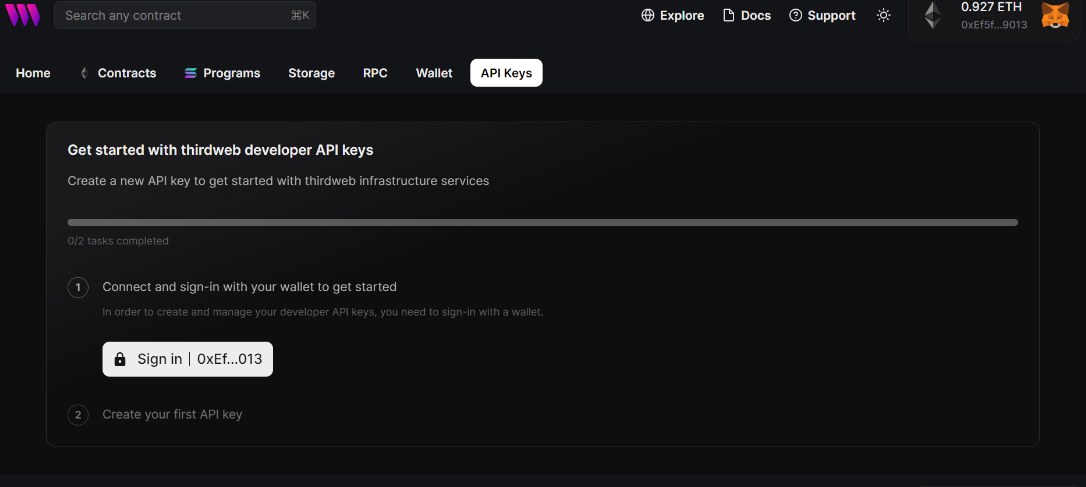 Search any contract ⌘K Explore Docs Support 0.927 ETH
0xEf5f...9013
Home Contracts Programs Storage RPC Wallet API Keys
Get started with thirdweb developer API keys
Create a new API key to get started with thirdweb infrastructure services
0/2 tasks completed
1 Connect and sign-in with your wallet to get started
In order to create and manage your developer API keys, you need to sign-in with a wallet.
Sign in | 0xEf...013
2 Create your first API key